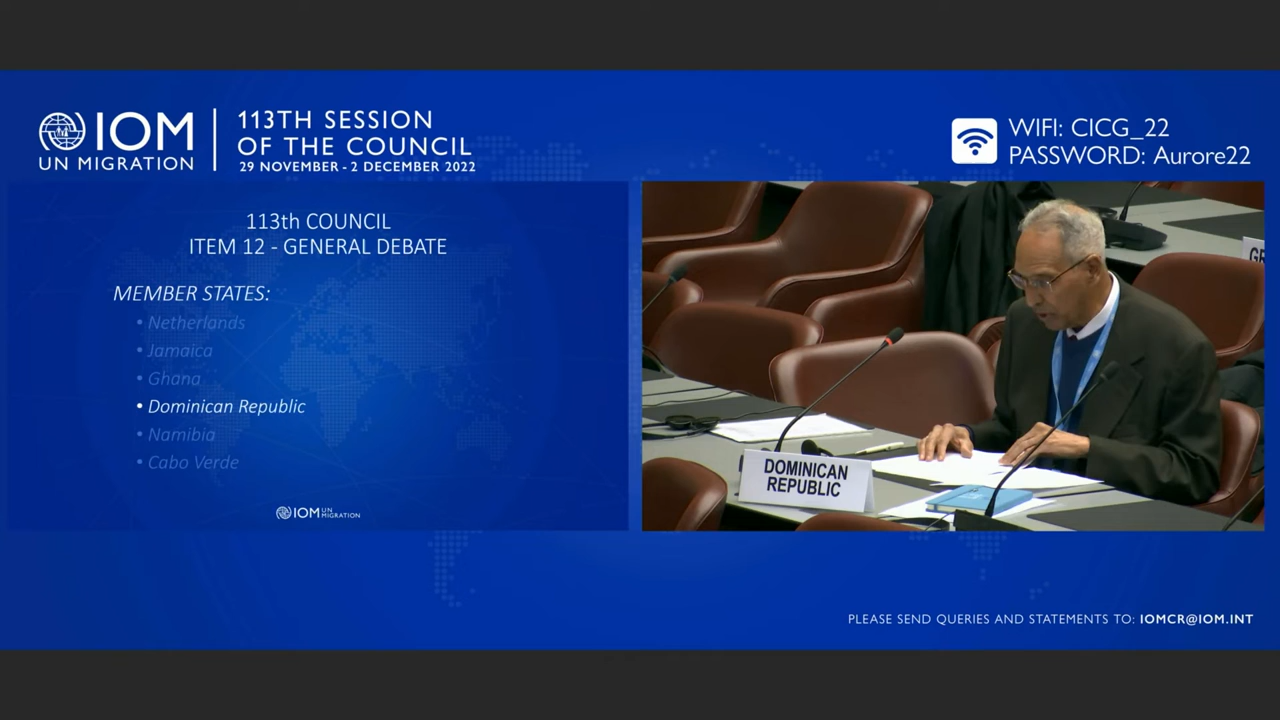 IOM
UN MIGRATION
113TH SESSION
OF THE COUNCIL
29 NOVEMBER - 2 DECEMBER 2022
WIFI: CICG_22
PASSWORD: Aurore22
113th COUNCIL
ITEM 12 - GENERAL DEBATE
MEMBER STATES:
• Netherlands
• Jamaica
• Ghana
• Dominican Republic
• Namibia
• Cabo Verde
IOM UN MIGRATION
DOMINICAN
REPUBLIC
GR
PLEASE SEND QUERIES AND STATEMENTS TO: IOMCR@IOM.INT